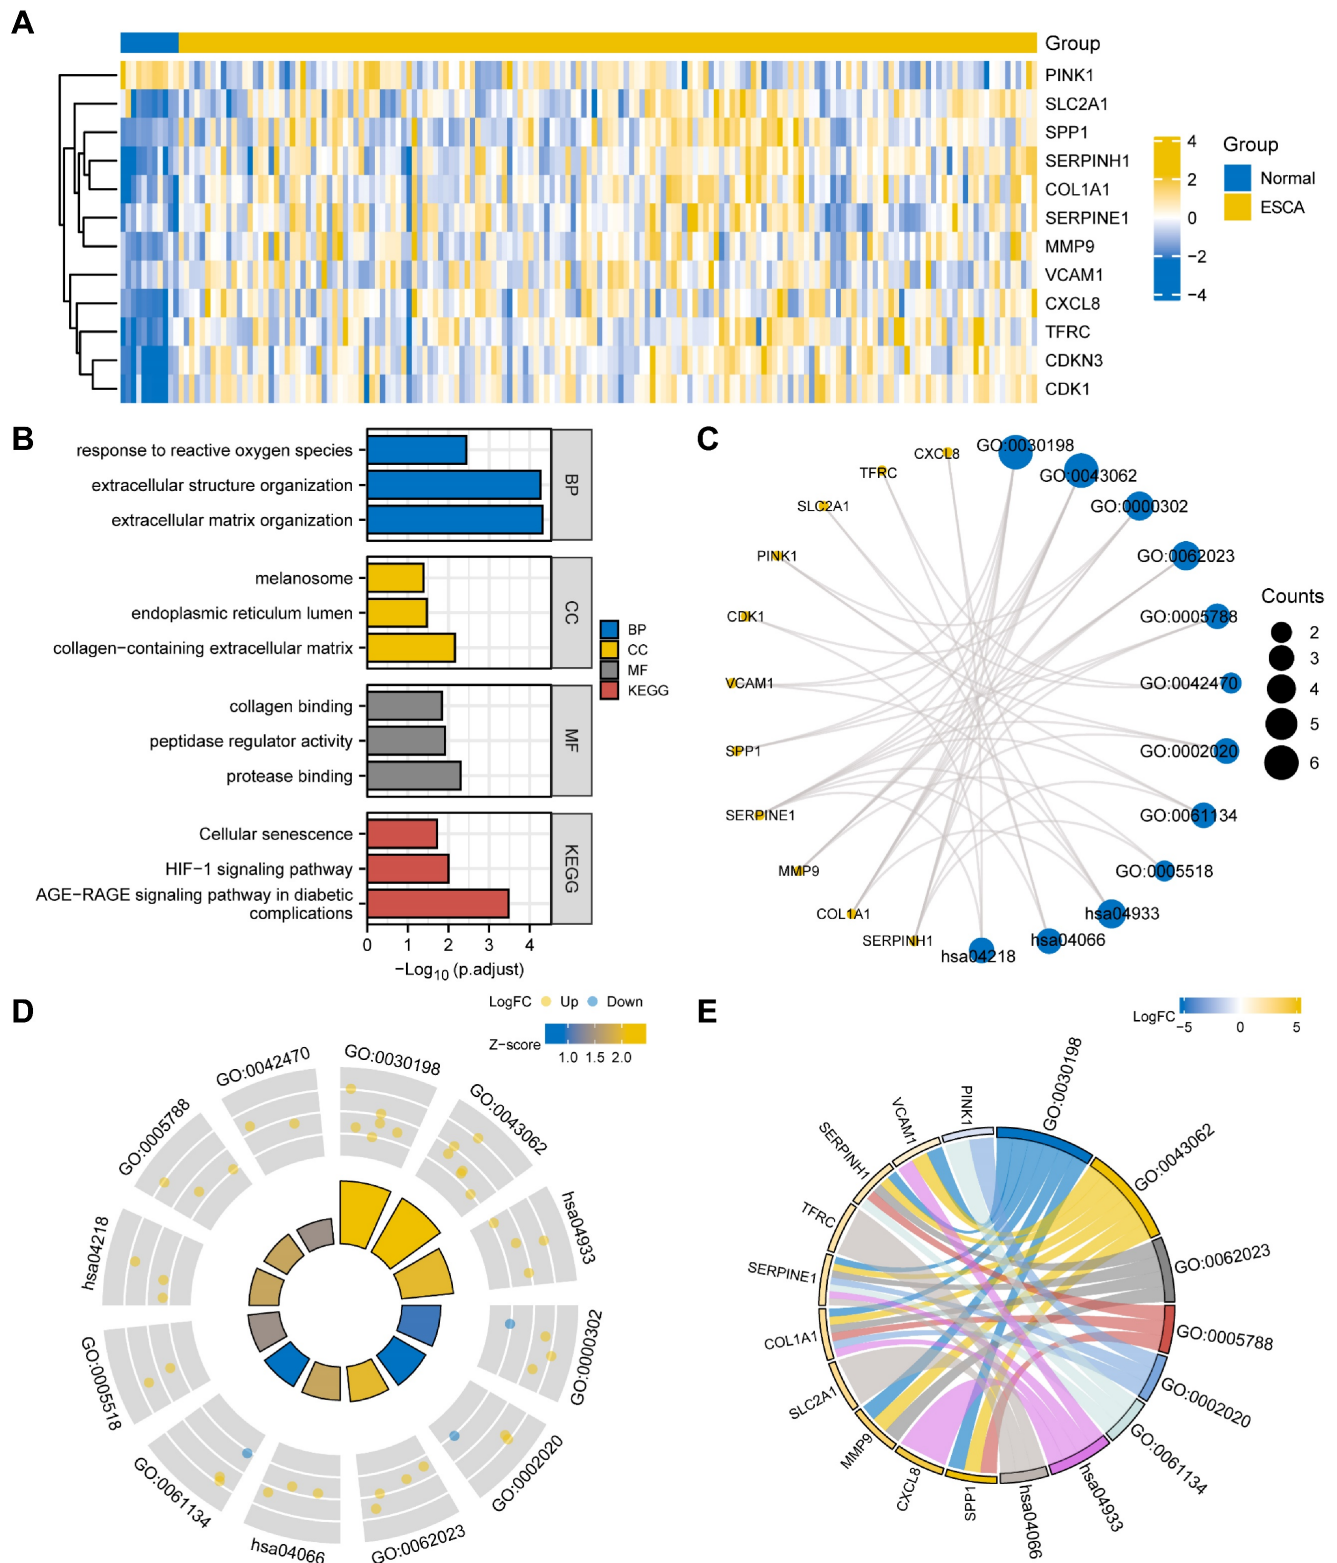 A
Group
PINK1
SLC2A1
SPP1
SERPINH1
COL1A1
SERPINE1
MMP9
VCAM1
CXCL8
TFRC
CDKN3
CDK1
4
2
0
−2
−4
Group
Normal
ESCA
B
response to reactive oxygen species
extracellular structure organization
extracellular matrix organization
BP
melanosome
endoplasmic reticulum lumen
collagen−containing extracellular matrix
CC
collagen binding
peptidase regulator activity
protease binding
MF
Cellular senescence
HIF−1 signaling pathway
AGE−RAGE signaling pathway in diabetic
complications
KEGG
0 1 2 3 4
−Log10 (p.adjust)
BP
CC
MF
KEGG
C
CXCL8
TFRC
SLC2A1
PINK1
CDK1
VCAM1
SPP1
SERPINE1
MMP9
COL1A1
SERPINH1
GO:0030198
GO:0043062
GO:0000302
GO:0062023
GO:0005788
GO:0042470
GO:0002020
GO:0061134
GO:0005518
hsa04933
hsa04066
hsa04218
Counts
2
3
4
5
6
D
LogFC Up Down
Z−score
1.0 1.5 2.0
GO:0030198
GO:0043062
hsa04933
GO:0000302
GO:0002020
GO:0062023
hsa04066
GO:0061134
GO:0005518
hsa04218
GO:0005788
GO:0042470
E
LogFC
−5 0 5
GO:0030198
GO:0043062
GO:0062023
GO:0005788
GO:0002020
GO:0061134
hsa04933
hsa04066
SPP1
CXCL8
MMP9
SLC2A1
COL1A1
SERPINE1
TFRC
SERPINH1
VCAM1
PINK1